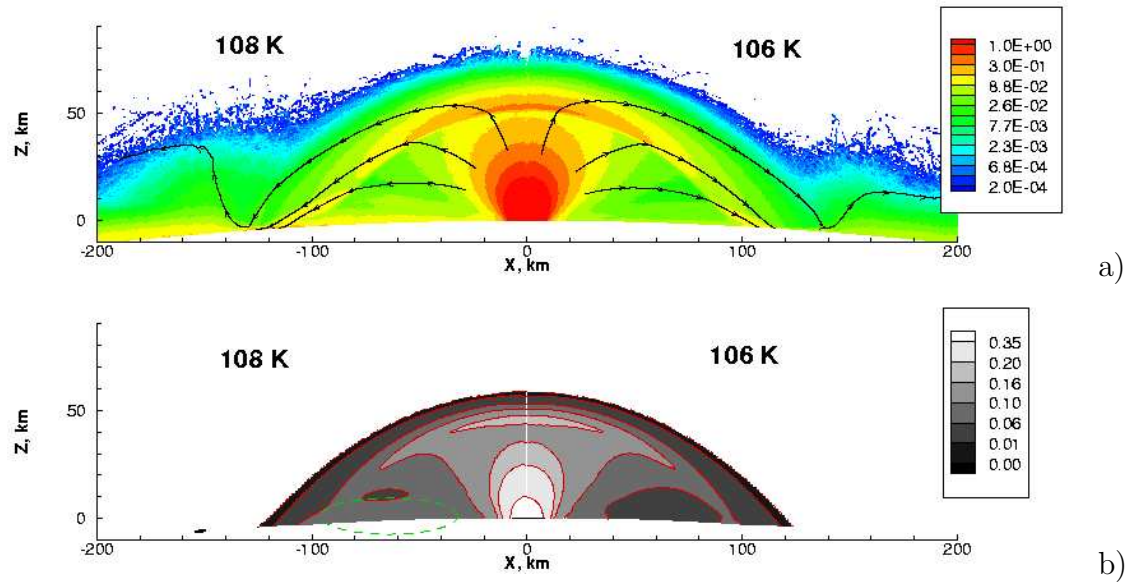 108 K
106 K
1.0E+00
3.0E-01
8.8E-02
2.6E-02
7.7E-03
2.3E-03
6.8E-04
2.0E-04
Z, km
50
0
-200
-100
0
100
200
X, km
a)
108 K
106 K
0.35
0.20
0.16
0.10
0.06
0.01
0.00
Z, km
50
0
-200
-100
0
100
200
X, km
b)